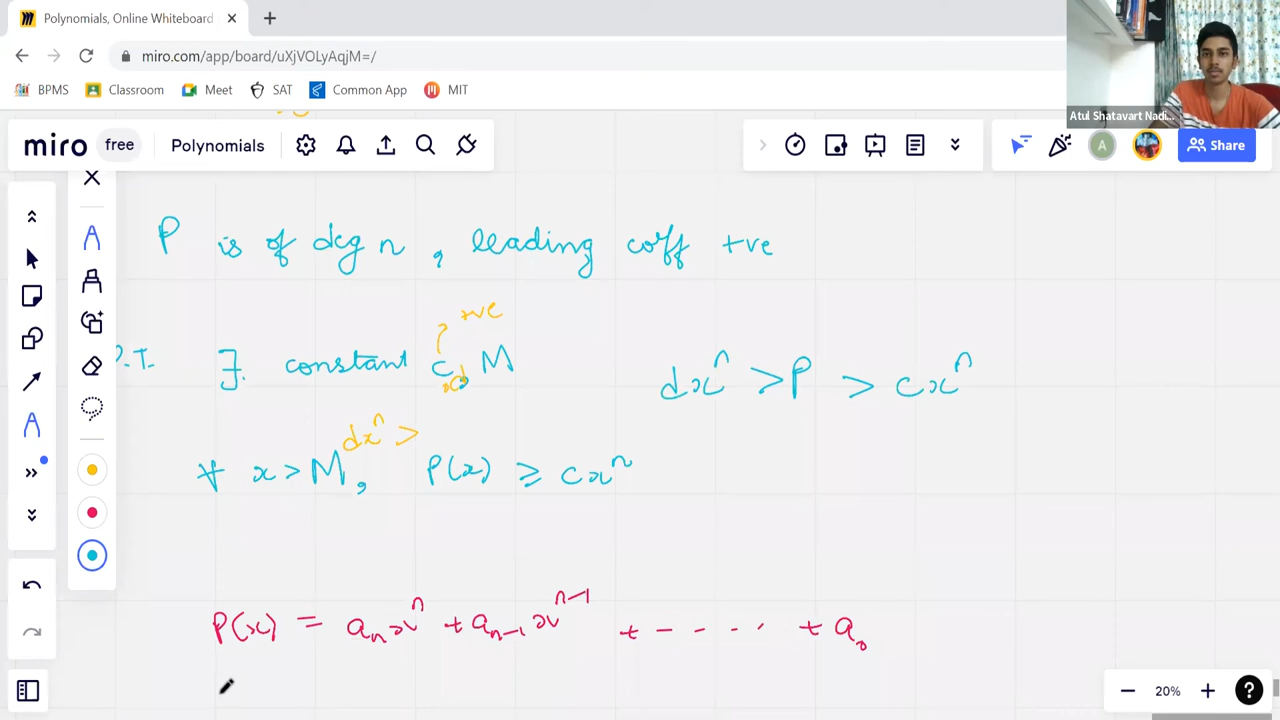 Polynomials, Online Whiteboard
miro.com/app/board/uXjVOLyAqjM=/
BPMS Classroom Meet SAT Common App MIT
Atul Shatavart Nadi...
miro free Polynomials
A
Share
P is of deg n, leading coff +ve
+ve
P.T. ∃. constant c, d, M
dxⁿ > P > cxⁿ
dxⁿ >
∀ x > M, P(x) ≥ cxⁿ
P(x) = aₙxⁿ + aₙ₋₁xⁿ⁻¹ + - - - - + a₀
20%